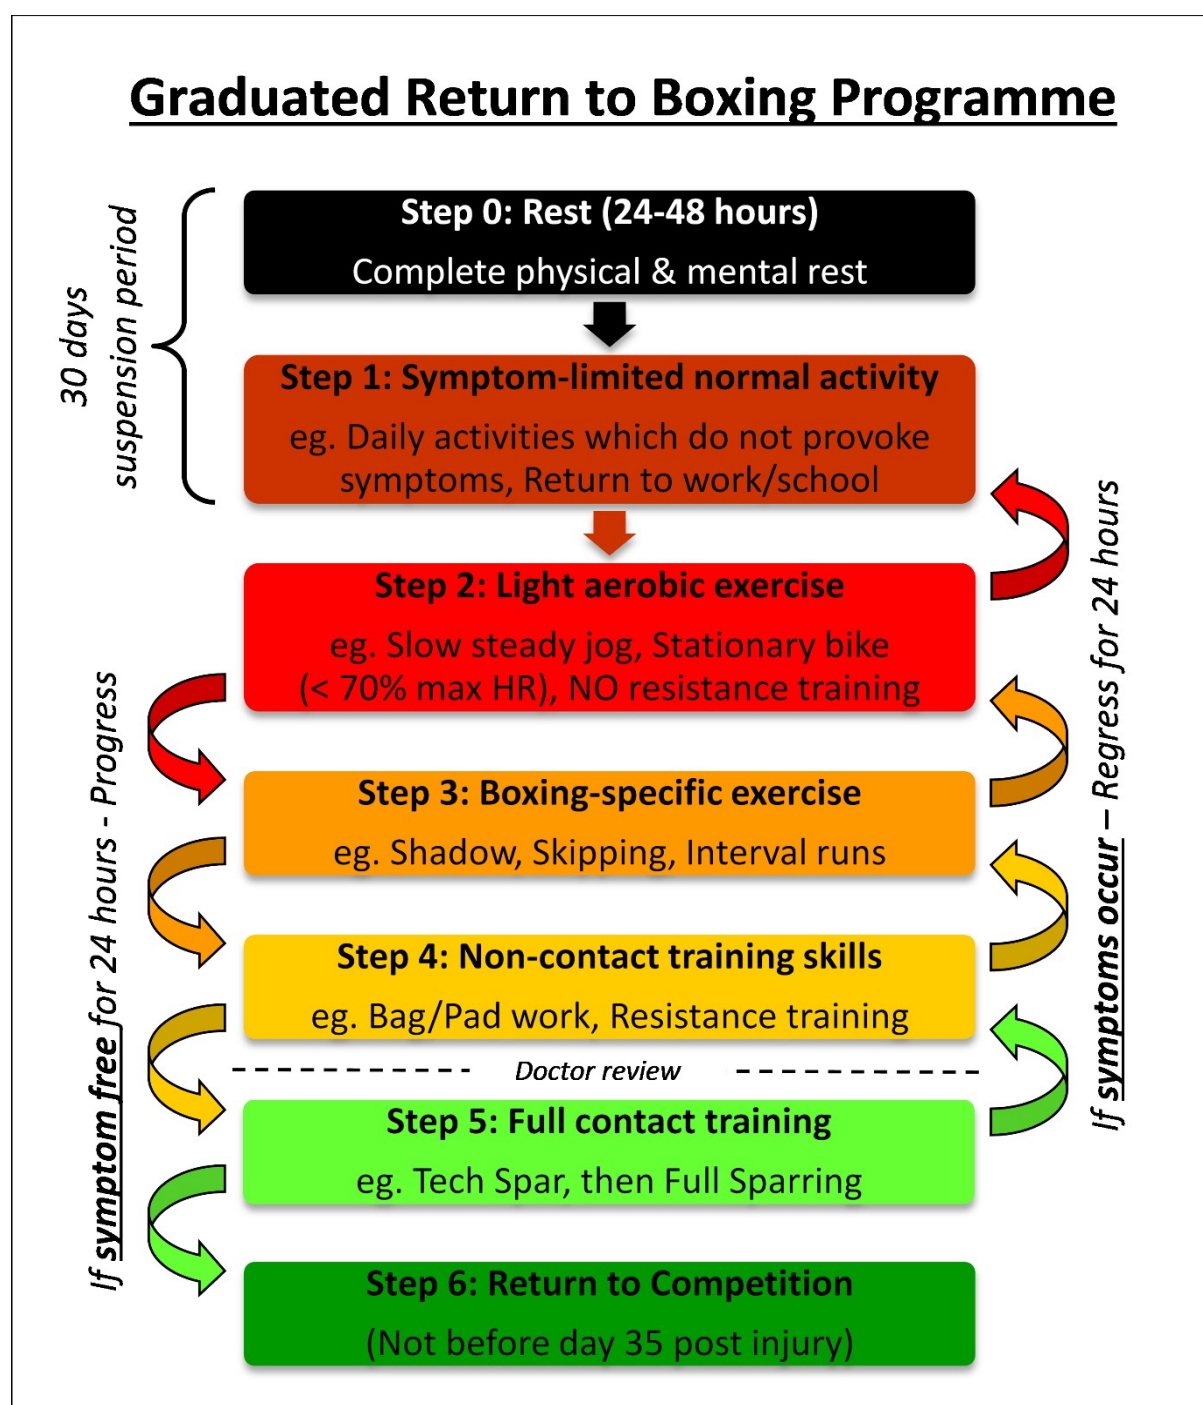 Graduated Return to Boxing Programme
30 days
suspension period
Step 0: Rest (24-48 hours)
Complete physical & mental rest
Step 1: Symptom-limited normal activity
eg. Daily activities which do not provoke
symptoms, Return to work/school
Step 2: Light aerobic exercise
eg. Slow steady jog, Stationary bike
(< 70% max HR), NO resistance training
Step 3: Boxing-specific exercise
eg. Shadow, Skipping, Interval runs
Step 4: Non-contact training skills
eg. Bag/Pad work, Resistance training
Doctor review
Step 5: Full contact training
eg. Tech Spar, then Full Sparring
Step 6: Return to Competition
(Not before day 35 post injury)
If symptom free for 24 hours - Progress
If symptoms occur – Regress for 24 hours